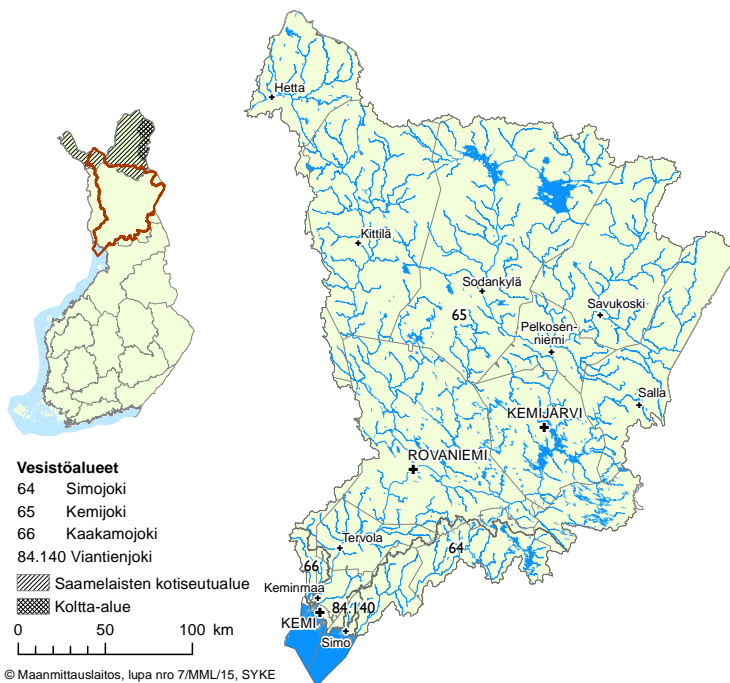 Hetta
Kittilä
Sodankylä
65
Savukoski
Pelkosen-
niemi
Salla
KEMIJÄRVI
ROVANIEMI
Tervola
64
66
Keminmaa
84.140
KEMI
Simo
Vesistöalueet
64 Simojoki
65 Kemijoki
66 Kaakamojoki
84.140 Viantienjoki
Saamelaisten kotiseutualue
Koltta-alue
0 50 100 km
© Maanmittauslaitos, lupa nro 7/MML/15, SYKE